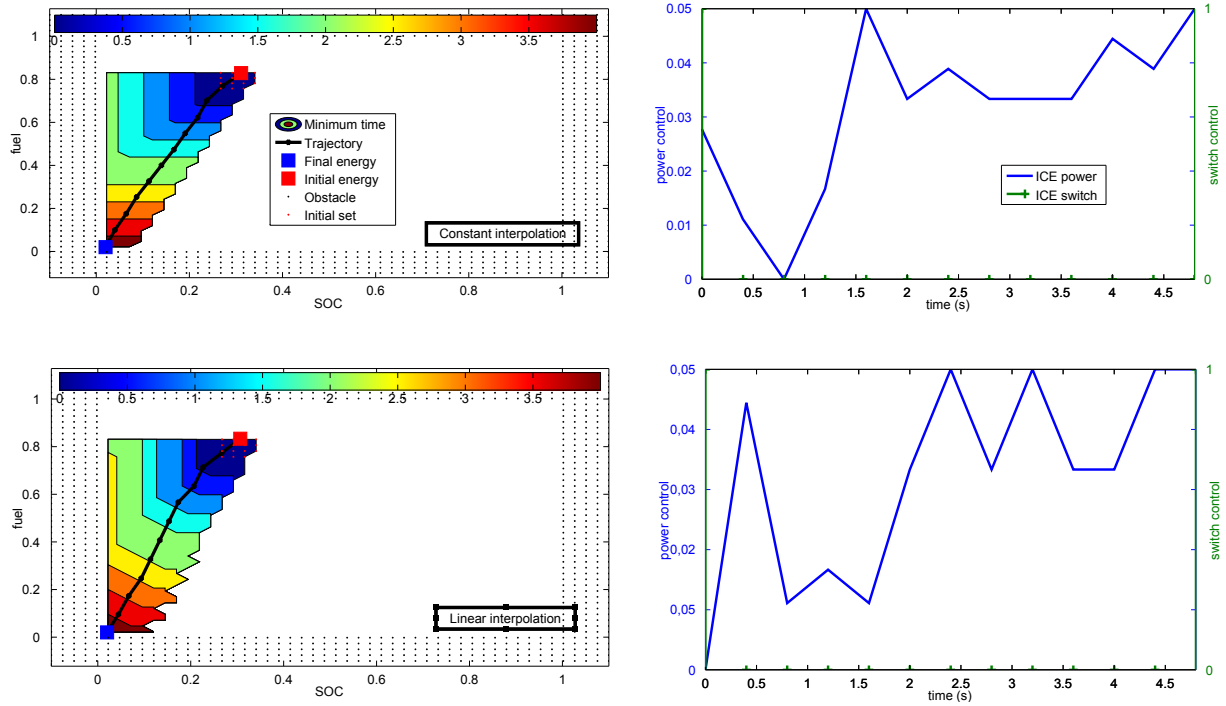 0 0.5 1 1.5 2 2.5 3 3.5
1
0.8
0.6
0.4
0.2
0
fuel
Minimum time
Trajectory
Final energy
Initial energy
Obstacle
Initial set
Constant interpolation
0 0.2 0.4 0.6 0.8 1
SOC
0.05
0.04
0.03
0.02
0.01
0
power control
1
0
switch control
ICE power
ICE switch
0 0.5 1 1.5 2 2.5 3 3.5 4 4.5
time (s)
0 0.5 1 1.5 2 2.5 3 3.5
1
0.8
0.6
0.4
0.2
0
fuel
Linear interpolation
0 0.2 0.4 0.6 0.8 1
SOC
0,05
0,04
0,03
0,02
0,05
0
power control
1
0
switch control
0 0.5 1 1.5 2 2.5 3 3.5 4 4.5
time (s)